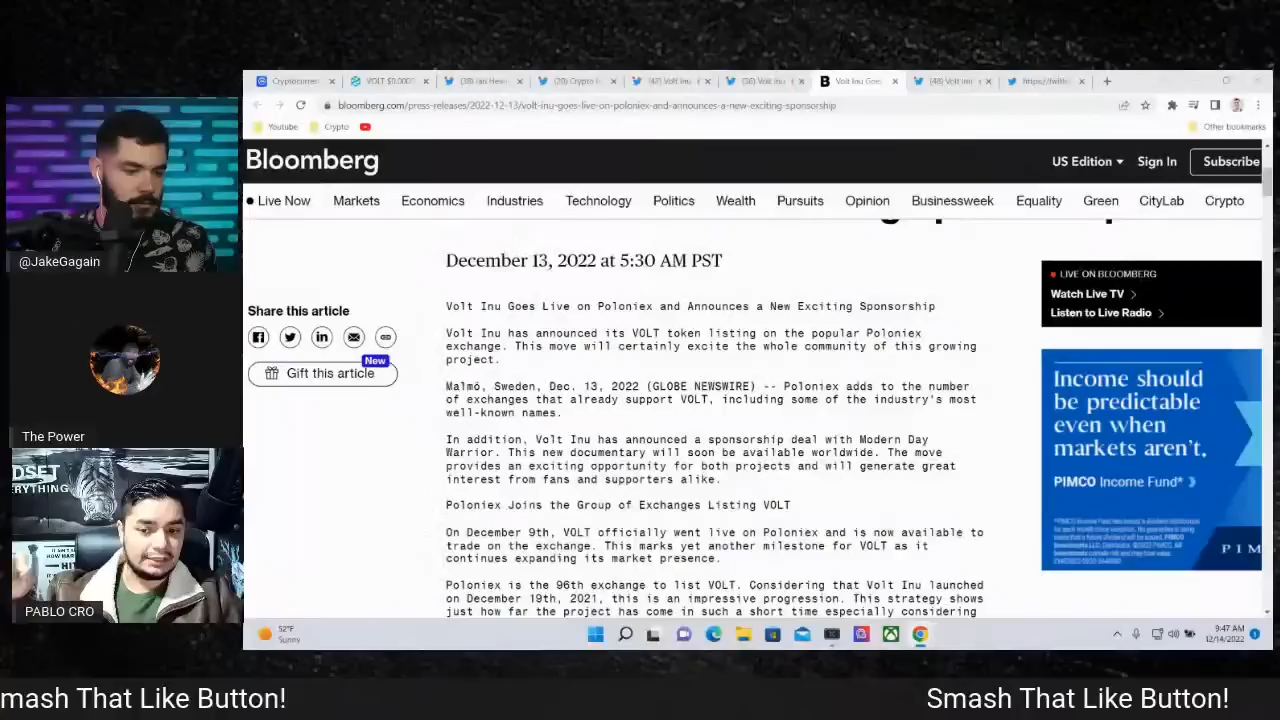 Cryptocurren
VOLT $0.000
Volt Inu Goes
bloomberg.com/press-releases/2022-12-13/volt-inu-goes-live-on-poloniex-and-announces-a-new-exciting-sponsorship
Youtube
Crypto
Other bookmarks
Bloomberg
US Edition
Sign In
Subscribe
Live Now
Markets
Economics
Industries
Technology
Politics
Wealth
Pursuits
Opinion
Businessweek
Equality
Green
CityLab
Crypto
December 13, 2022 at 5:30 AM PST
Share this article
New
Gift this article
Volt Inu Goes Live on Poloniex and Announces a New Exciting Sponsorship
Volt Inu has announced its VOLT token listing on the popular Poloniex
exchange. This move will certainly excite the whole community of this growing
project.
Malmö, Sweden, Dec. 13, 2022 (GLOBE NEWSWIRE) -- Poloniex adds to the number
of exchanges that already support VOLT, including some of the industry's most
well-known names.
In addition, Volt Inu has announced a sponsorship deal with Modern Day
Warrior. This new documentary will soon be available worldwide. The move
provides an exciting opportunity for both projects and will generate great
interest from fans and supporters alike.
Poloniex Joins the Group of Exchanges Listing VOLT
On December 9th, VOLT officially went live on Poloniex and is now available to
trade on the exchange. This marks yet another milestone for VOLT as it
continues expanding its market presence.
Poloniex is the 96th exchange to list VOLT. Considering that Volt Inu launched
on December 19th, 2021, this is an impressive progression. This strategy shows
just how far the project has come in such a short time especially considering
LIVE ON BLOOMBERG
Watch Live TV
Listen to Live Radio
Income should
be predictable
even when
markets aren't.
PIMCO Income Fund*
PIM
@JakeGagain
The Power
DSET
ERYTHING
HIT
PABLO CRO
52°F
Sunny
9:47 AM
12/14/2022
mash That Like Button!
Smash That Like Button!